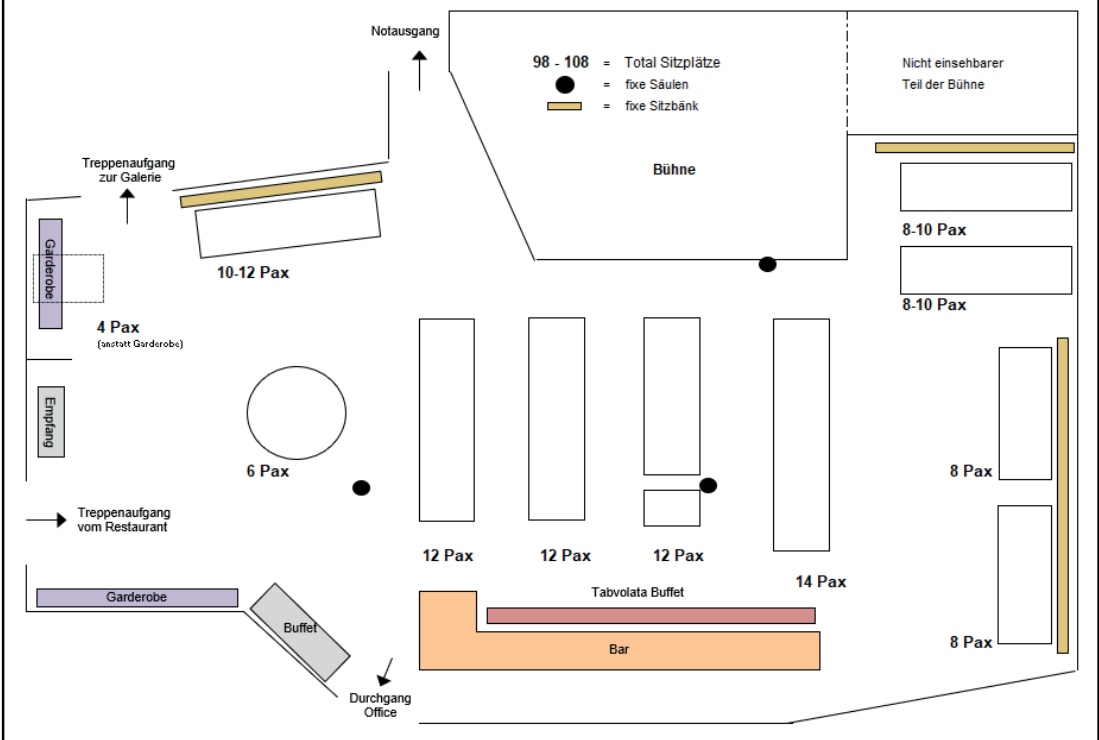 Notausgang
98 - 108 = Total Sitzplätze
= fixe Säulen
= fixe Sitzbänk
Nicht einsehbarer
Teil der Bühne
Bühne
Treppenaufgang
zur Galerie
Garderobe
10-12 Pax
8-10 Pax
8-10 Pax
4 Pax
(anstatt Garderobe)
Empfang
6 Pax
8 Pax
Treppenaufgang
vom Restaurant
12 Pax
12 Pax
12 Pax
14 Pax
Garderobe
Buffet
Tabvolata Buffet
Bar
8 Pax
Durchgang
Office